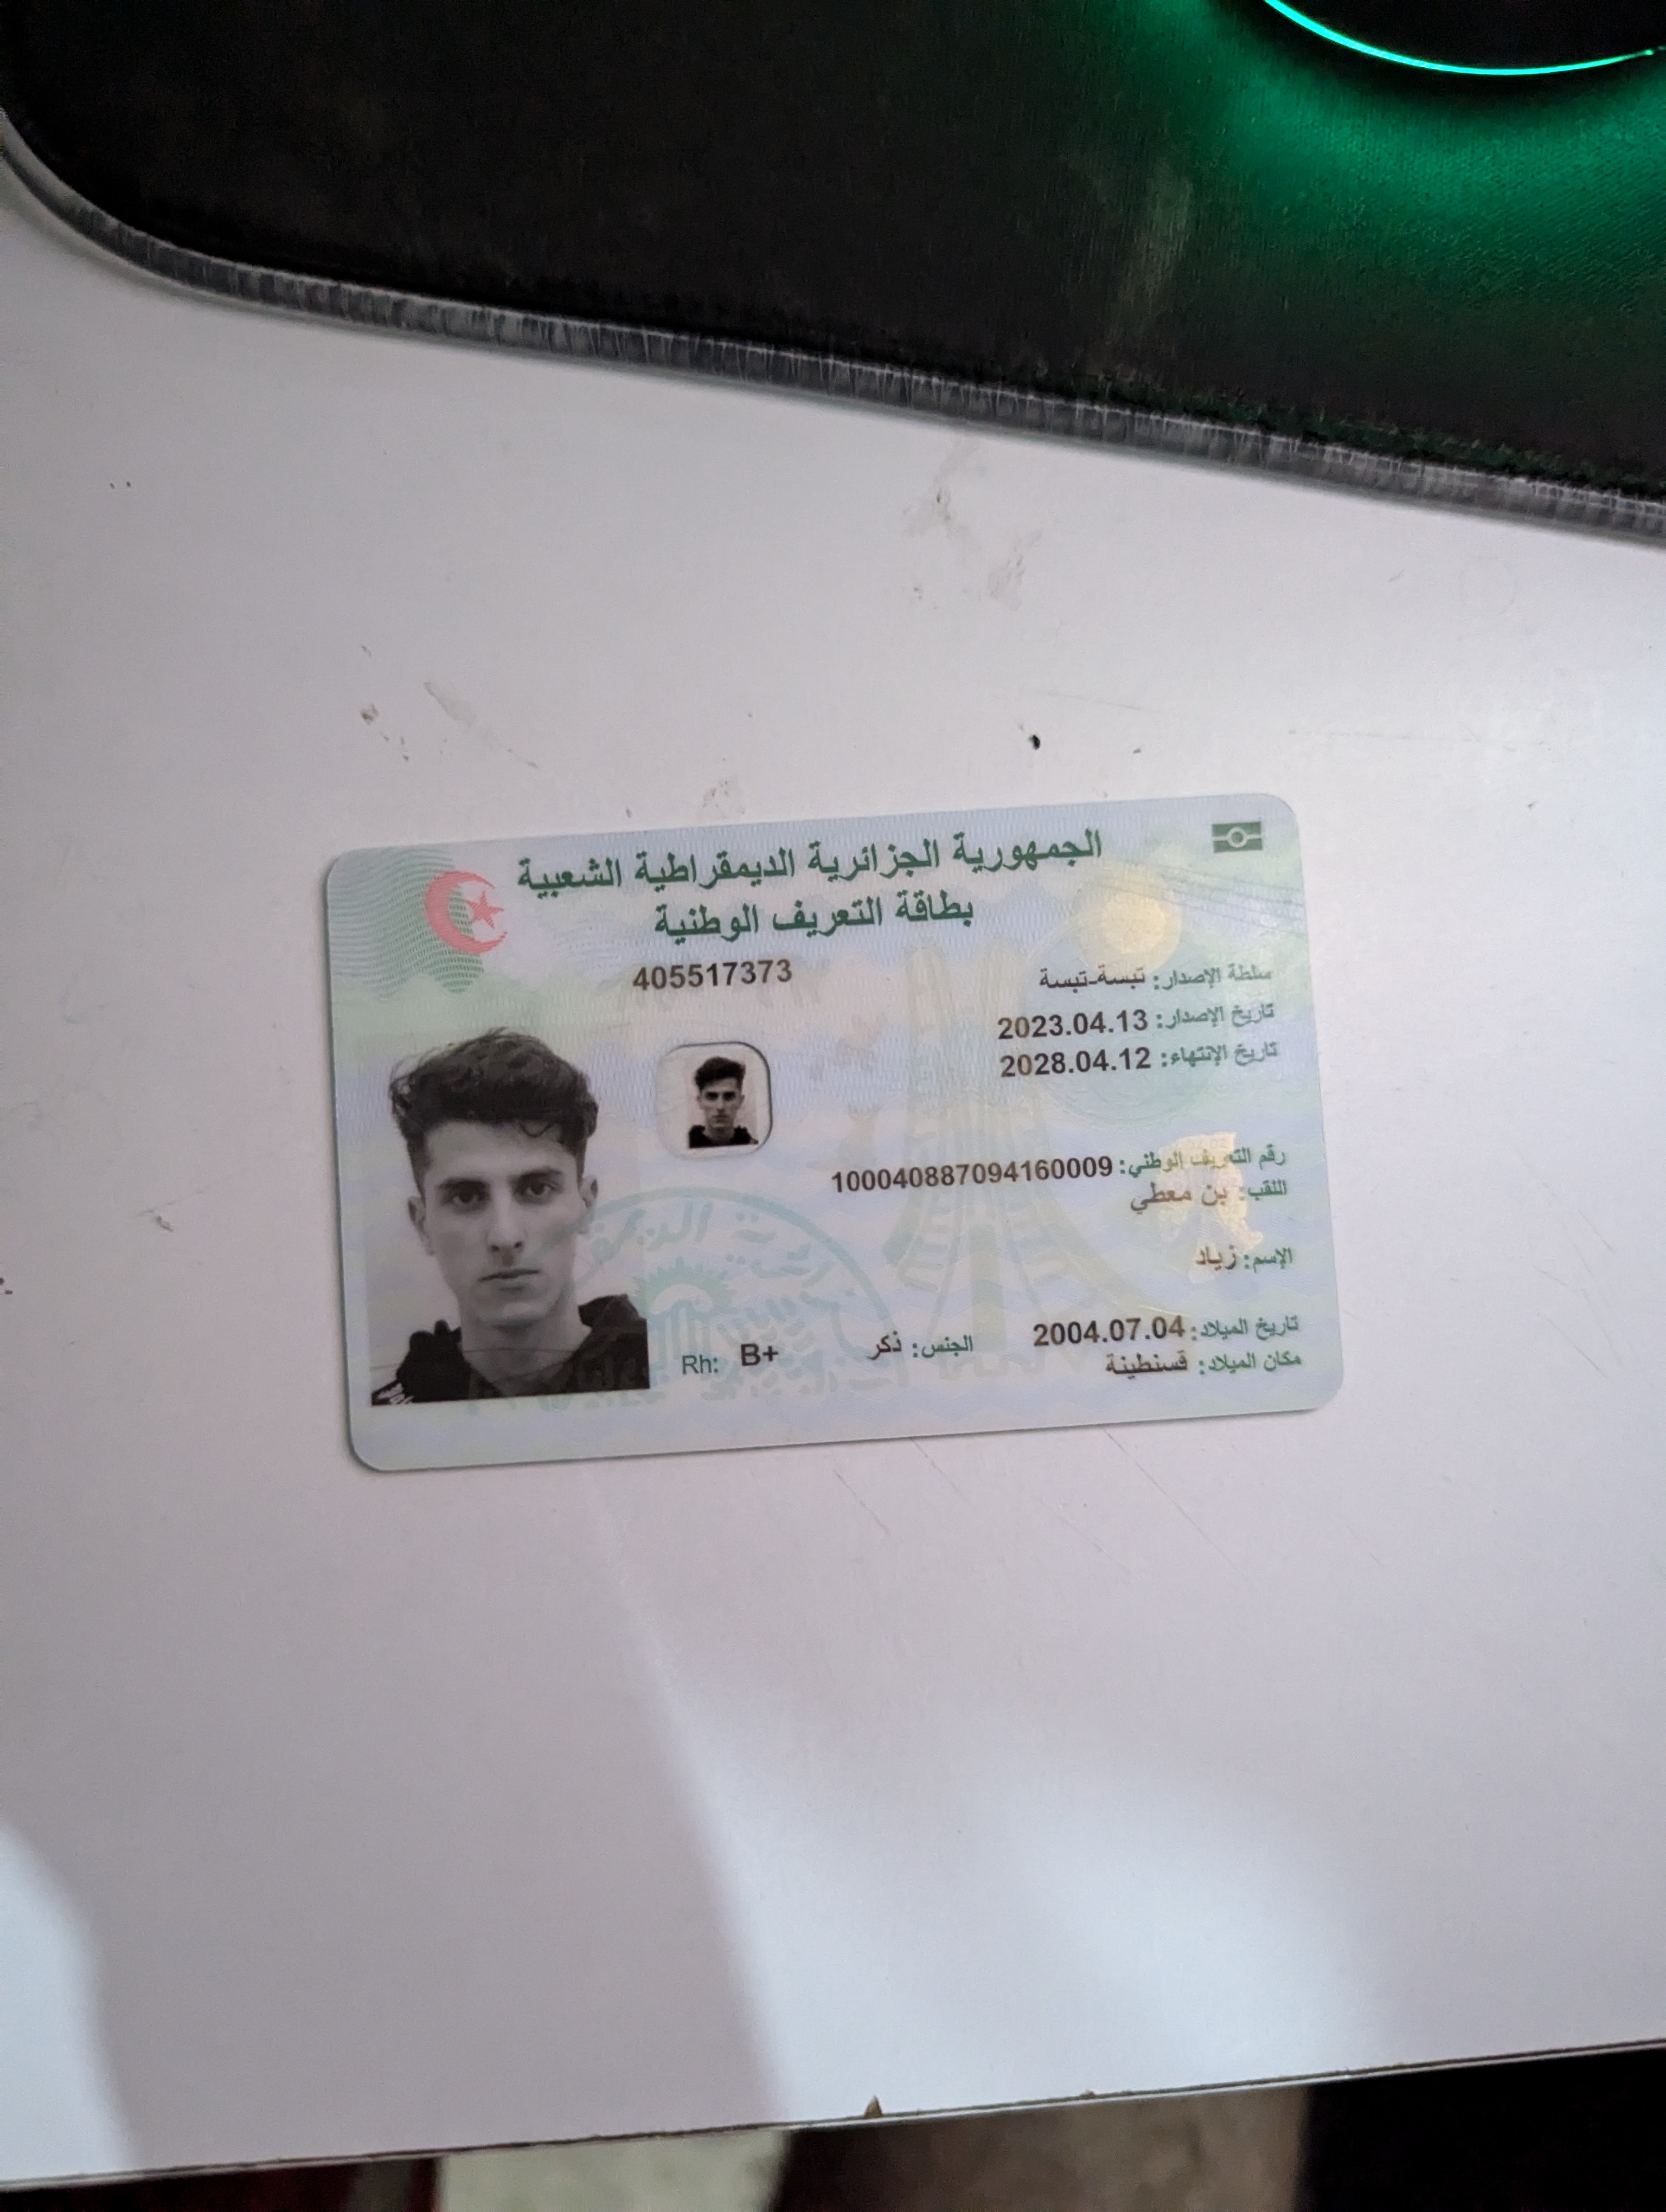 الجمهورية الجزائرية الديمقراطية الشعبية
بطاقة التعريف الوطنية
405517373
سلطة الإصدار: تبسة-تبسة
تاريخ الإصدار: 2023.04.13
تاريخ الإنتهاء: 2028.04.12
رقم التعريف الوطني: 100040887094160009
اللقب: بن معطي
الإسم: زياد
تاريخ الميلاد: 2004.07.04
الجنس: ذكر
Rh: B+
مكان الميلاد: قسنطينة